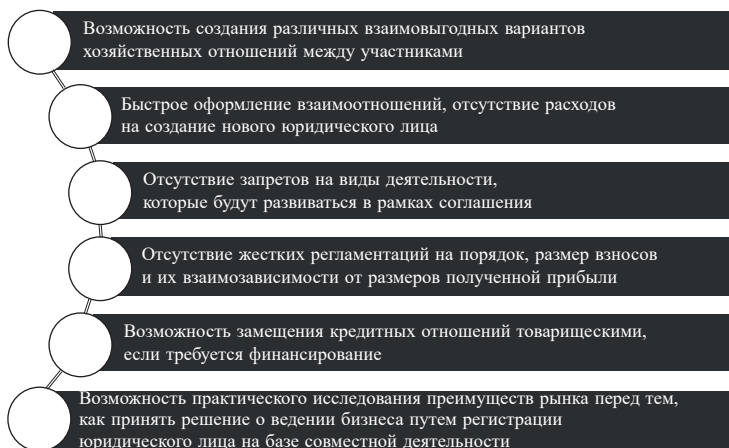 Возможность создания различных взаимовыгодных вариантов
хозяйственных отношений между участниками
Быстрое оформление взаимоотношений, отсутствие расходов
на создание нового юридического лица
Отсутствие запретов на виды деятельности,
которые будут развиваться в рамках соглашения
Отсутствие жестких регламентаций на порядок, размер взносов
и их взаимозависимости от размеров полученной прибыли
Возможность замещения кредитных отношений товарищескими,
если требуется финансирование
Возможность практического исследования преимуществ рынка перед тем,
как принять решение о ведении бизнеса путем регистрации
юридического лица на базе совместной деятельности